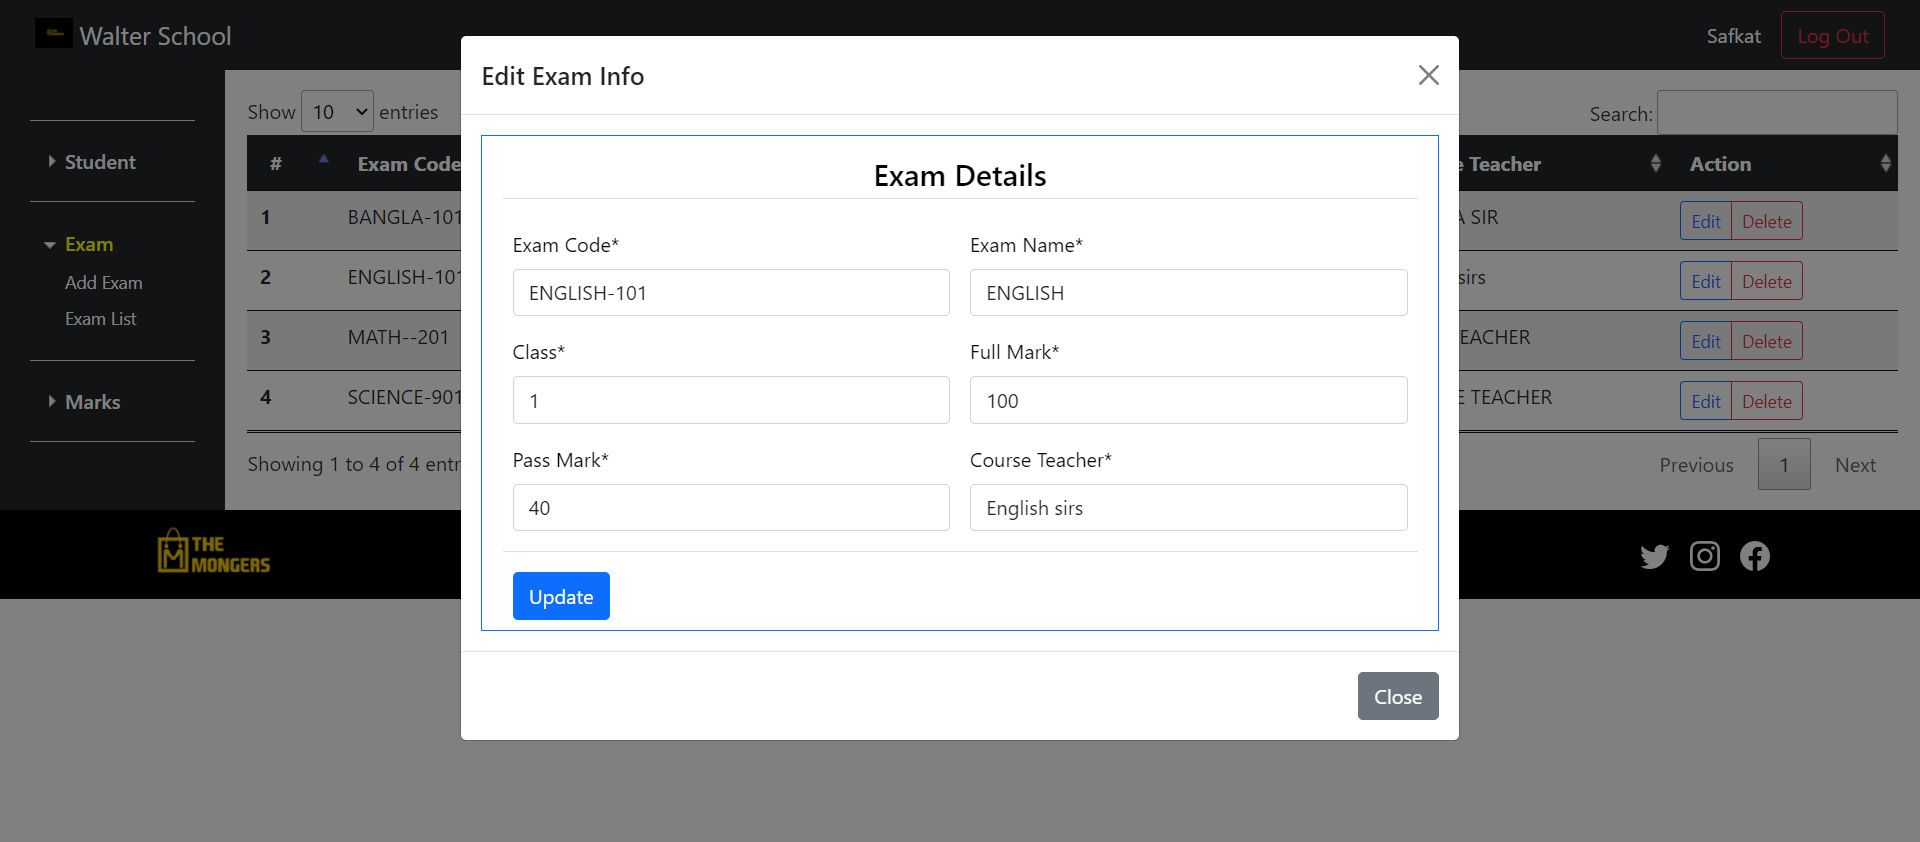 Walter School
Safkat
Log Out
Student
Exam
Add Exam
Exam List
Marks
Show 10 entries
Search:
# Exam Code Teacher Action
1 BANGLA-101 SIR Edit Delete
2 ENGLISH-101 sirs Edit Delete
3 MATH--201 EACHER Edit Delete
4 SCIENCE-901 E TEACHER Edit Delete
Showing 1 to 4 of 4 entr
Previous 1 Next
Edit Exam Info
Exam Details
Exam Code* Exam Name*
ENGLISH-101 ENGLISH
Class* Full Mark*
1 100
Pass Mark* Course Teacher*
40 English sirs
Update
Close
THE
MONGERS